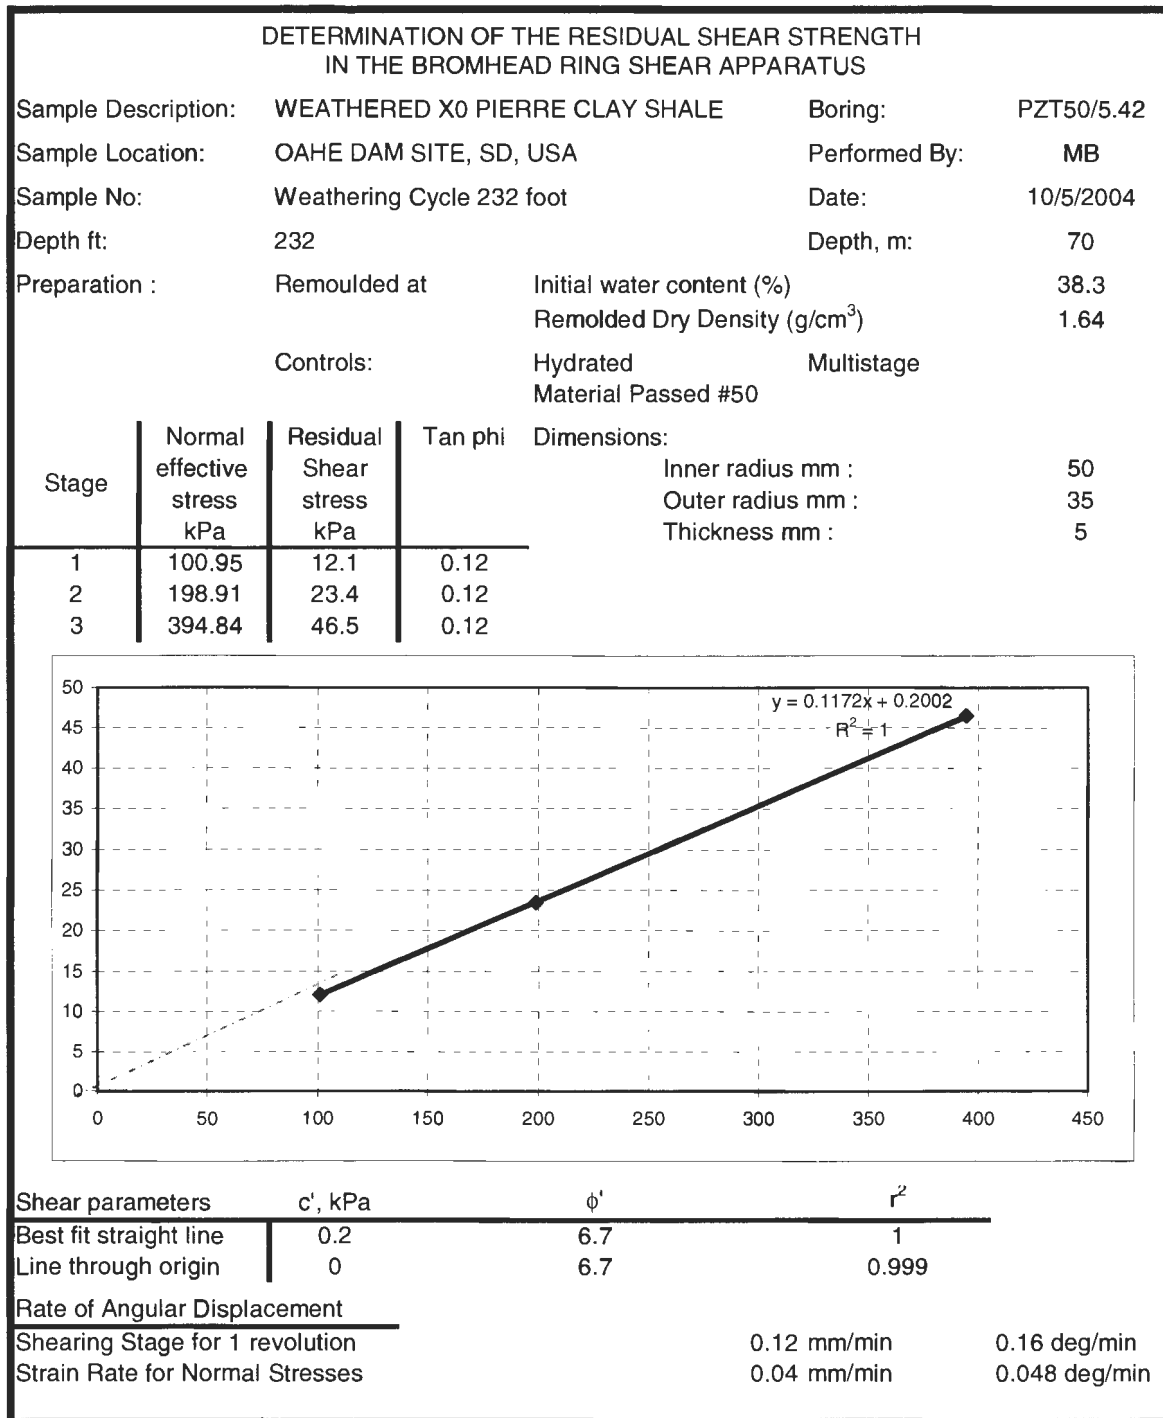 DETERMINATION OF THE RESIDUAL SHEAR STRENGTH
IN THE BROMHEAD RING SHEAR APPARATUS
Sample Description: WEATHERED X0 PIERRE CLAY SHALE Boring: PZT50/5.42
Sample Location: OAHE DAM SITE, SD, USA Performed By: MB
Sample No: Weathering Cycle 232 foot Date: 10/5/2004
Depth ft: 232 Depth, m: 70
Preparation : Remoulded at Initial water content (%) 38.3
Remolded Dry Density (g/cm³) 1.64
Controls: Hydrated Multistage
Material Passed #50
Stage Normal effective stress kPa Residual Shear stress kPa Tan phi
1 100.95 12.1 0.12
2 198.91 23.4 0.12
3 394.84 46.5 0.12
Dimensions:
Inner radius mm : 50
Outer radius mm : 35
Thickness mm : 5
y = 0.1172x + 0.2002
R² = 1
50
45
40
35
30
25
20
15
10
5
0
0 50 100 150 200 250 300 350 400 450
Shear parameters c', kPa ϕ' r²
Best fit straight line 0.2 6.7 1
Line through origin 0 6.7 0.999
Rate of Angular Displacement
Shearing Stage for 1 revolution 0.12 mm/min 0.16 deg/min
Strain Rate for Normal Stresses 0.04 mm/min 0.048 deg/min